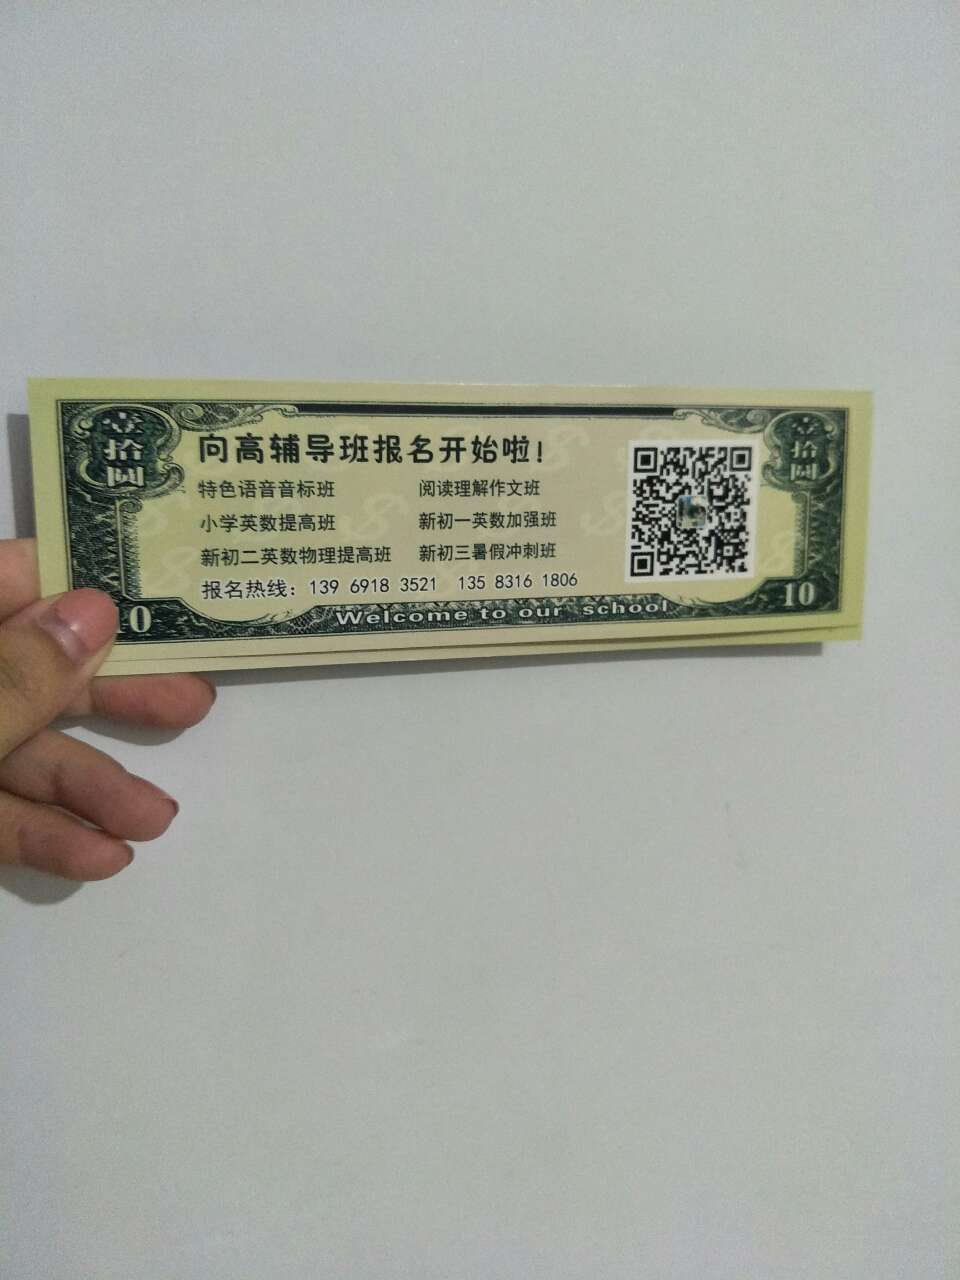 壹拾圆
壹拾圆
向高辅导班报名开始啦!
特色语音音标班 阅读理解作文班
小学英数提高班 新初一英数加强班
新初二英数物理提高班 新初三暑假冲刺班
报名热线: 139 6918 3521 135 8316 1806
Welcome to our school
10
10